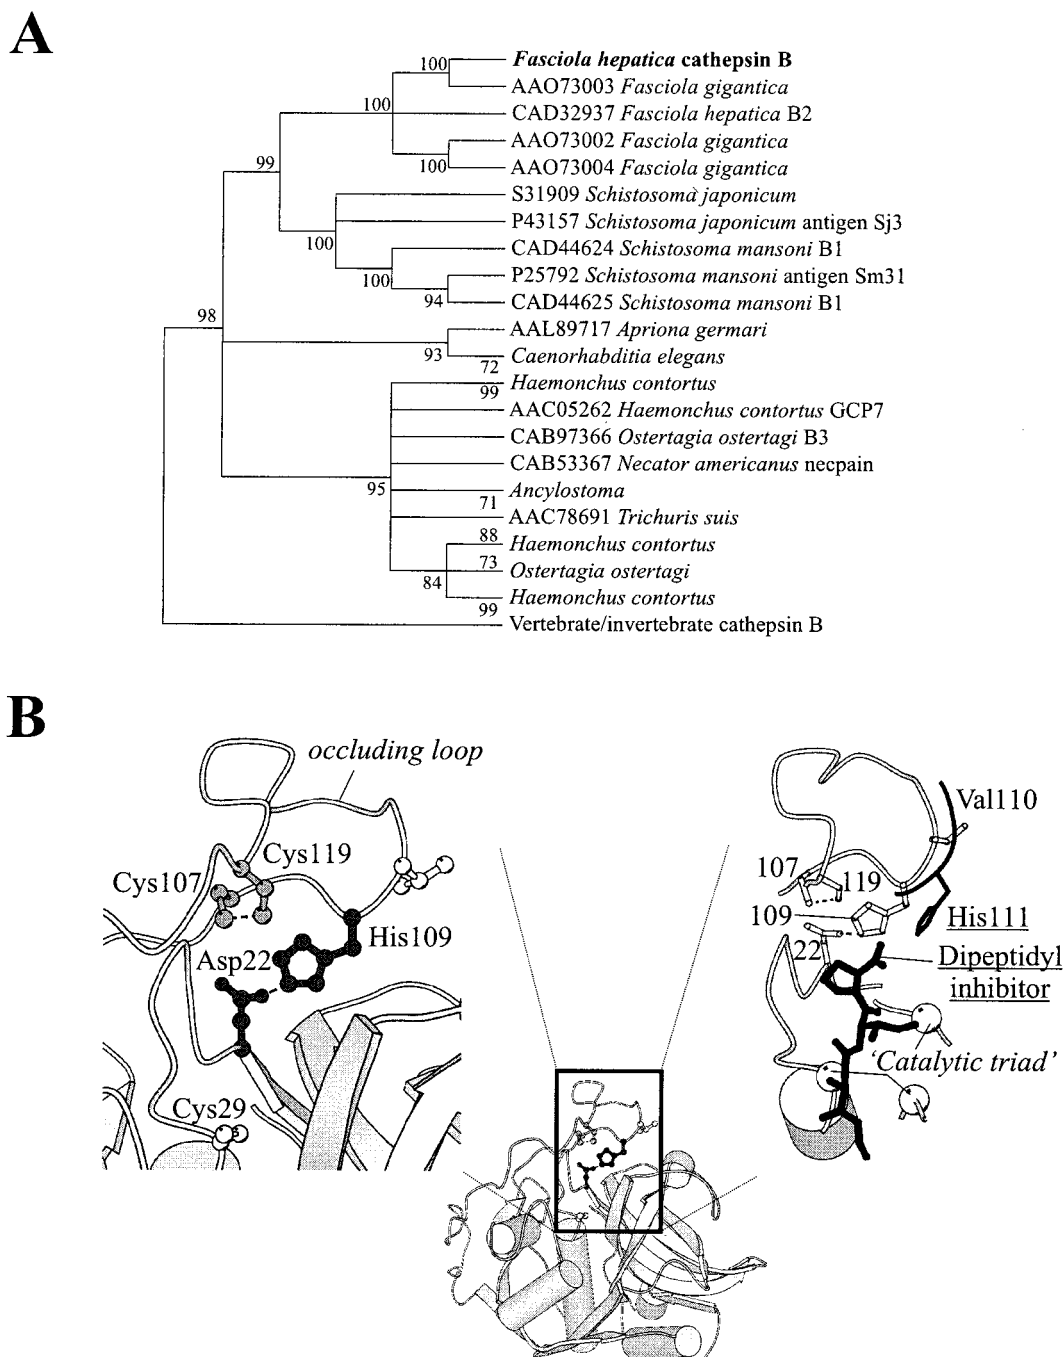 A
100 Fasciola hepatica cathepsin B
AAO73003 Fasciola gigantica
100 CAD32937 Fasciola hepatica B2
AAO73002 Fasciola gigantica
100 AAO73004 Fasciola gigantica
99
S31909 Schistosoma japonicum
P43157 Schistosoma japonicum antigen Sj3
100
CAD44624 Schistosoma mansoni B1
100 P25792 Schistosoma mansoni antigen Sm31
94 CAD44625 Schistosoma mansoni B1
98
AAL89717 Apriona germari
93 Caenorhabditia elegans
72
Haemonchus contortus
99
AAC05262 Haemonchus contortus GCP7
CAB97366 Ostertagia ostertagi B3
CAB53367 Necator americanus necpain
95 Ancylostoma
71
AAC78691 Trichuris suis
88 Haemonchus contortus
73
84 Ostertagia ostertagi
Haemonchus contortus
99
Vertebrate/invertebrate cathepsin B
B
occluding loop
Cys119
Cys107
His109
Asp22
Cys29
Val110
107
119
109
His111
22
Dipeptidyl
inhibitor
'Catalytic triad'